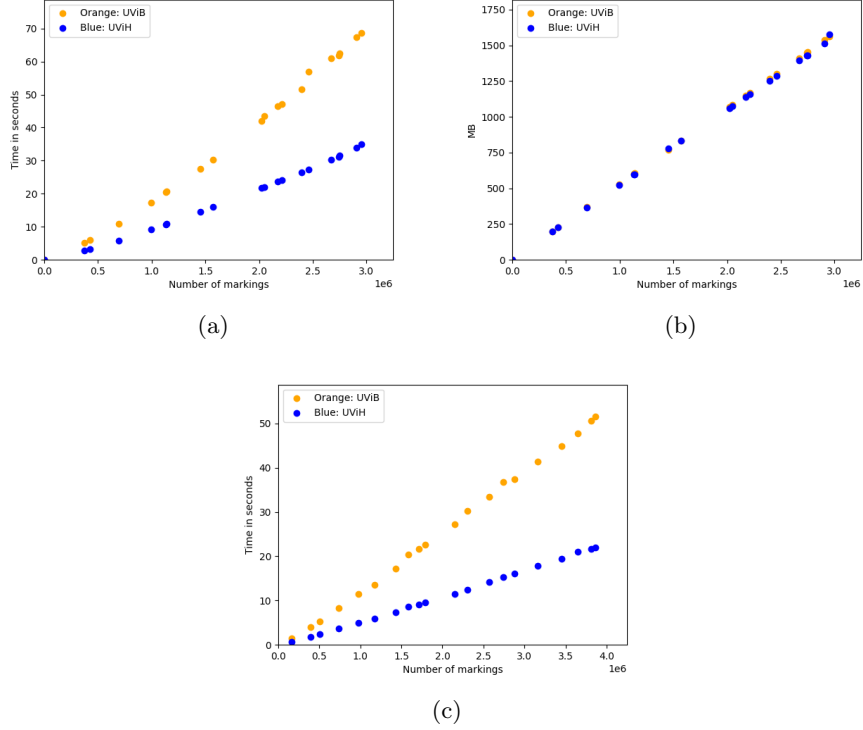 Orange: UViB
Blue: UViH
70
60
50
40
30
20
10
0
Time in seconds
0.0 0.5 1.0 1.5 2.0 2.5 3.0
1e6
Number of markings
(a)
Orange: UViB
Blue: UViH
1750
1500
1250
1000
750
500
250
0
MB
0.0 0.5 1.0 1.5 2.0 2.5 3.0
1e6
Number of markings
(b)
Orange: UViB
Blue: UViH
50
40
30
20
10
0
Time in seconds
0.0 0.5 1.0 1.5 2.0 2.5 3.0 3.5 4.0
1e6
Number of markings
(c)